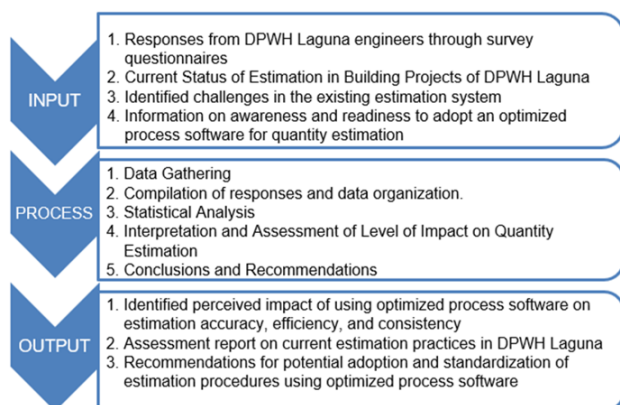 INPUT
1. Responses from DPWH Laguna engineers through survey
questionnaires
2. Current Status of Estimation in Building Projects of DPWH Laguna
3. Identified challenges in the existing estimation system
4. Information on awareness and readiness to adopt an optimized
process software for quantity estimation
PROCESS
1. Data Gathering
2. Compilation of responses and data organization.
3. Statistical Analysis
4. Interpretation and Assessment of Level of Impact on Quantity
Estimation
5. Conclusions and Recommendations
OUTPUT
1. Identified perceived impact of using optimized process software on
estimation accuracy, efficiency, and consistency
2. Assessment report on current estimation practices in DPWH Laguna
3. Recommendations for potential adoption and standardization of
estimation procedures using optimized process software